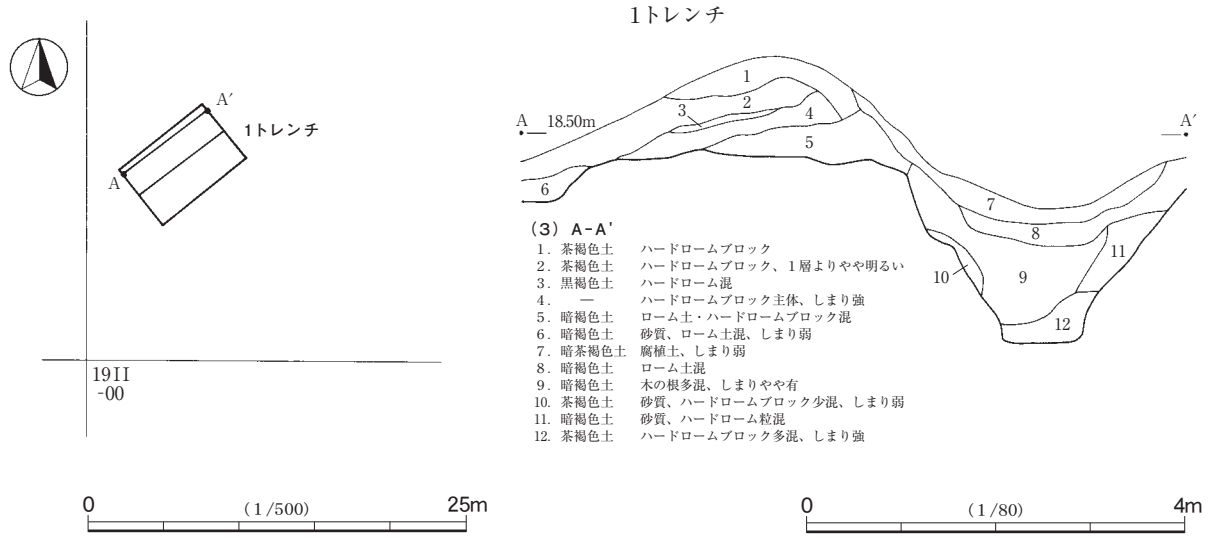 1トレンチ
A′
1トレンチ
A
19II
-00
0 (1/500) 25m
1
2
3
4
5
A 18.50m
A′
6
7
8
9
10
11
12
(3) A-A'
1. 茶褐色土 ハードロームブロック
2. 茶褐色土 ハードロームブロック、1層よりやや明るい
3. 黒褐色土 ハードローム混
4. ― ハードロームブロック主体、しまり強
5. 暗褐色土 ローム土・ハードロームブロック混
6. 暗褐色土 砂質、ローム土混、しまり弱
7. 暗茶褐色土 腐植土、しまり弱
8. 暗褐色土 ローム土混
9. 暗褐色土 木の根多混、しまりやや有
10. 茶褐色土 砂質、ハードロームブロック少混、しまり弱
11. 暗褐色土 砂質、ハードローム粒混
12. 茶褐色土 ハードロームブロック多混、しまり強
0 (1/80) 4m